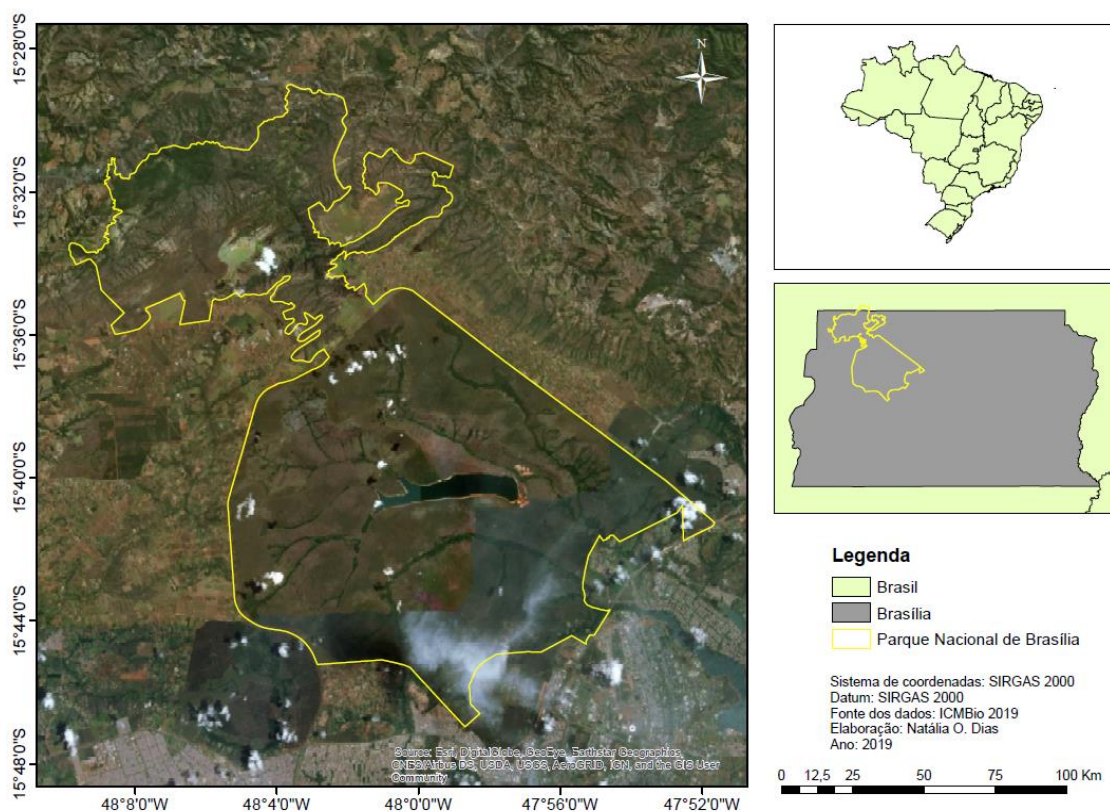 15°28'0"S
15°32'0"S
15°36'0"S
15°40'0"S
15°44'0"S
15°48'0"S
N
Source: Esri, DigitalGlobe, GeoEye, Earthstar Geographics,
CNES/Airbus DS, USDA, USGS, AeroGRID, IGN, and the GIS User
Community
48°8'0"W
48°4'0"W
48°0'0"W
47°56'0"W
47°52'0"W
Legenda
Brasil
Brasília
Parque Nacional de Brasília
Sistema de coordenadas: SIRGAS 2000
Datum: SIRGAS 2000
Fonte dos dados: ICMBio 2019
Elaboração: Natália O. Dias
Ano: 2019
0 12,5 25 50 75 100 Km